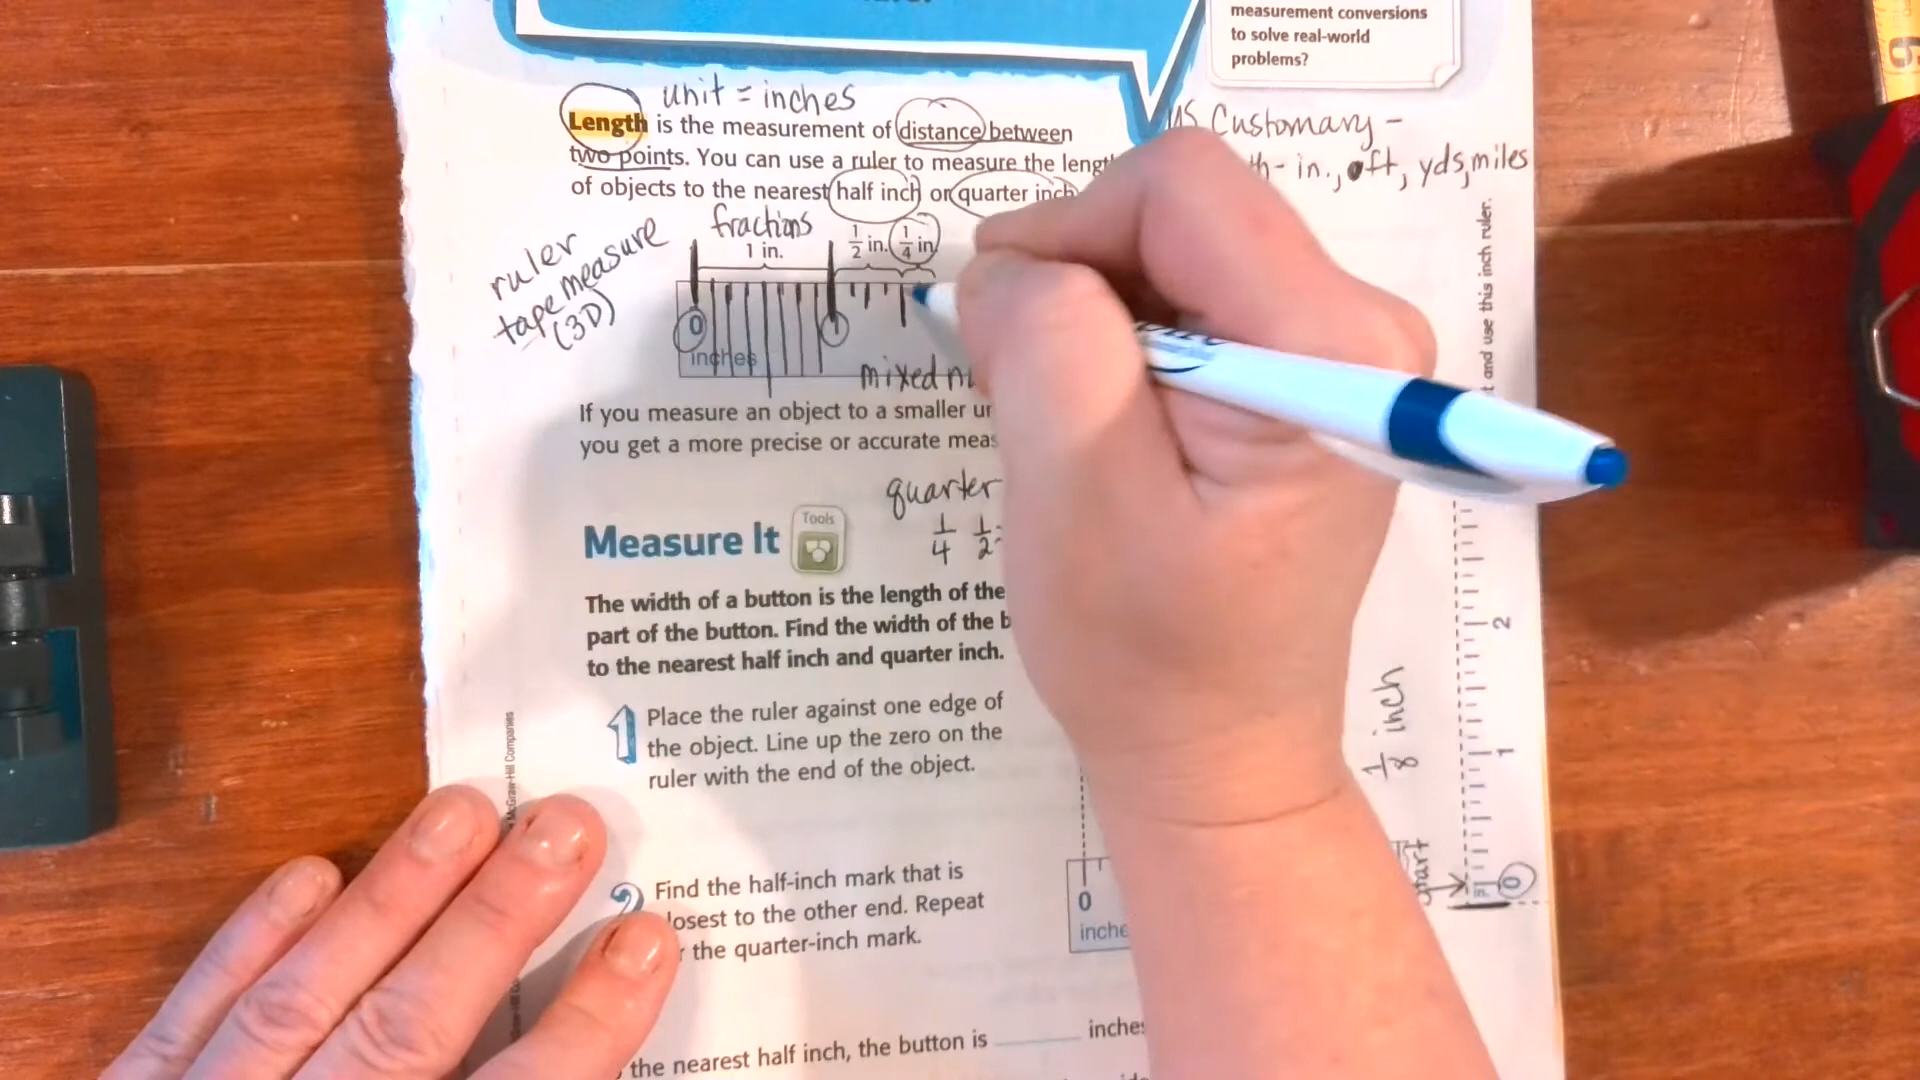 measurement conversions
to solve real-world
problems?
unit = inches
US Customary -
in., ft, yds, miles
Length is the measurement of distance between
two points. You can use a ruler to measure the
of objects to the nearest half inch or quarter inch
ruler
tape measure
(3D)
fractions
1 in.
1/2 in.
1/4 in
0
1
inches
mixed
If you measure an object to a smaller
you get a more precise or accurate
quarter
1/4 1/2
Measure It
Tools
The width of a button is the length of the
part of the button. Find the width of the
to the nearest half inch and quarter inch.
1 Place the ruler against one edge of
the object. Line up the zero on the
ruler with the end of the object.
2 Find the half-inch mark that is
losest to the other end. Repeat
the quarter-inch mark.
0
the nearest half inch, the button is ______ inches
McGraw-Hill Companies
and use this inch ruler.
2
1
0
1/8 inch
start